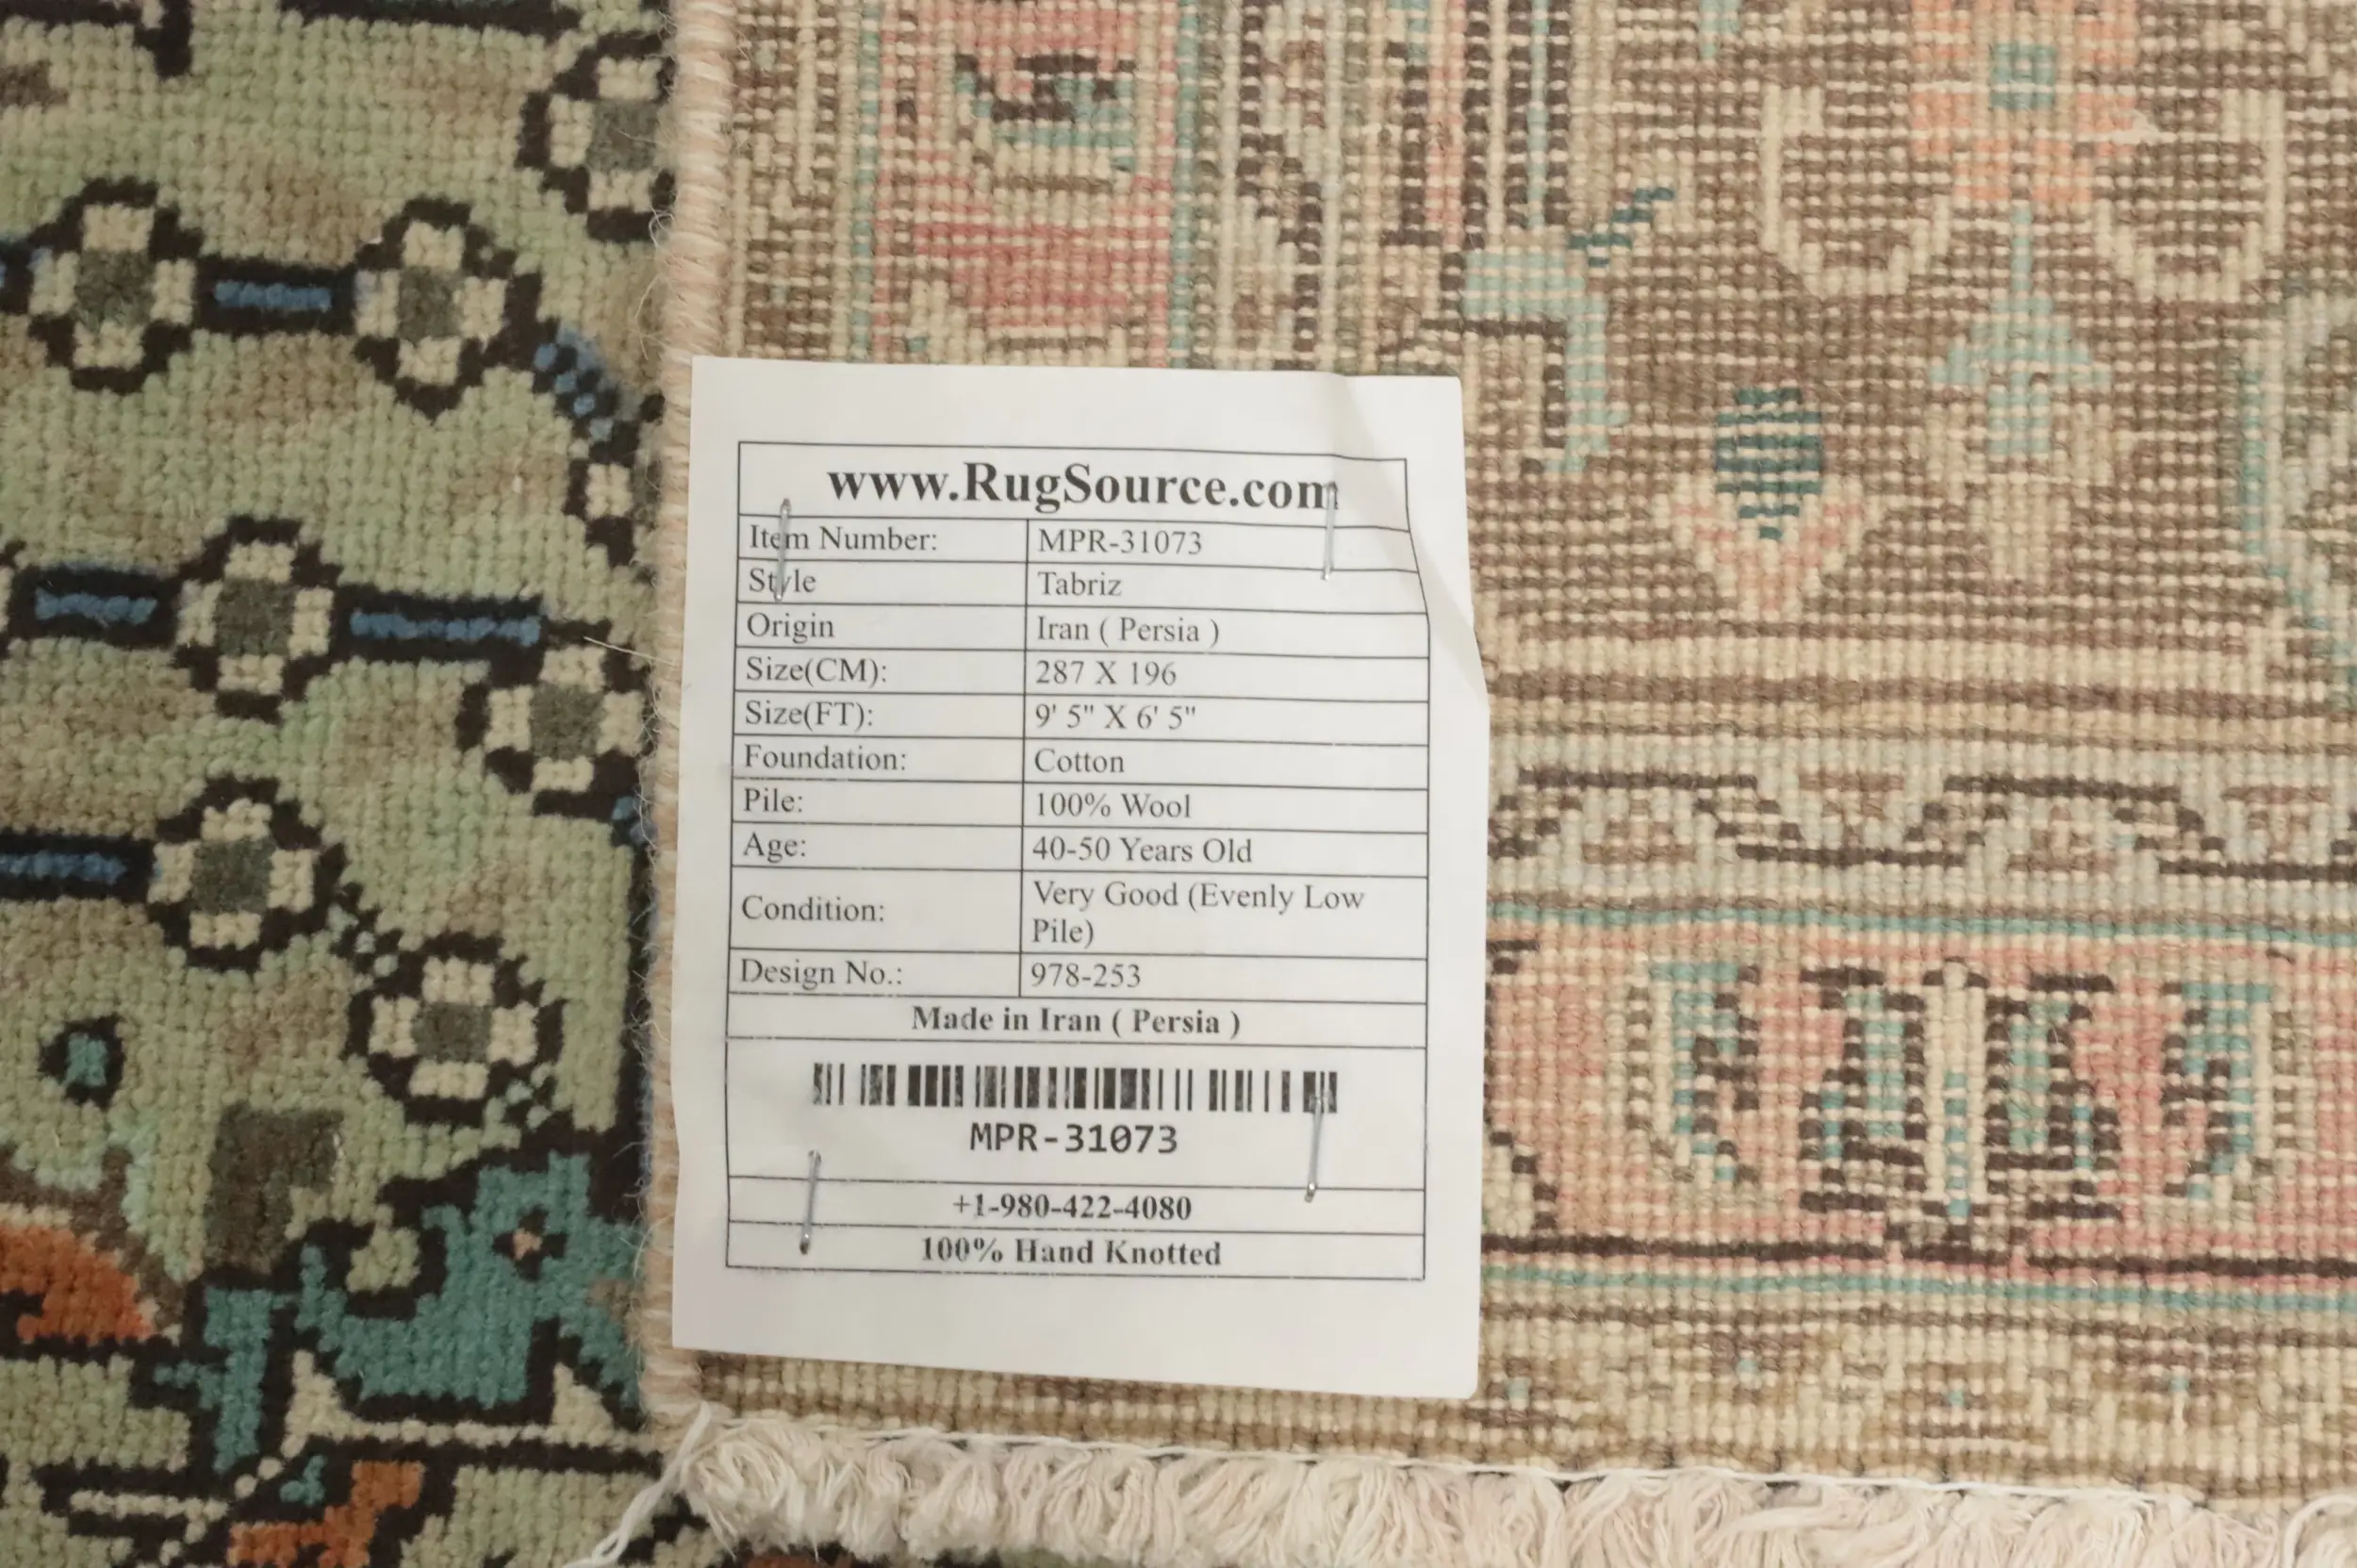 www.RugSource.com
Item Number: MPR-31073
Style Tabriz
Origin Iran ( Persia )
Size(CM): 287 X 196
Size(FT): 9' 5" X 6' 5"
Foundation: Cotton
Pile: 100% Wool
Age: 40-50 Years Old
Condition: Very Good (Evenly Low
Pile)
Design No.: 978-253
Made in Iran ( Persia )
MPR-31073
+1-980-422-4080
100% Hand Knotted